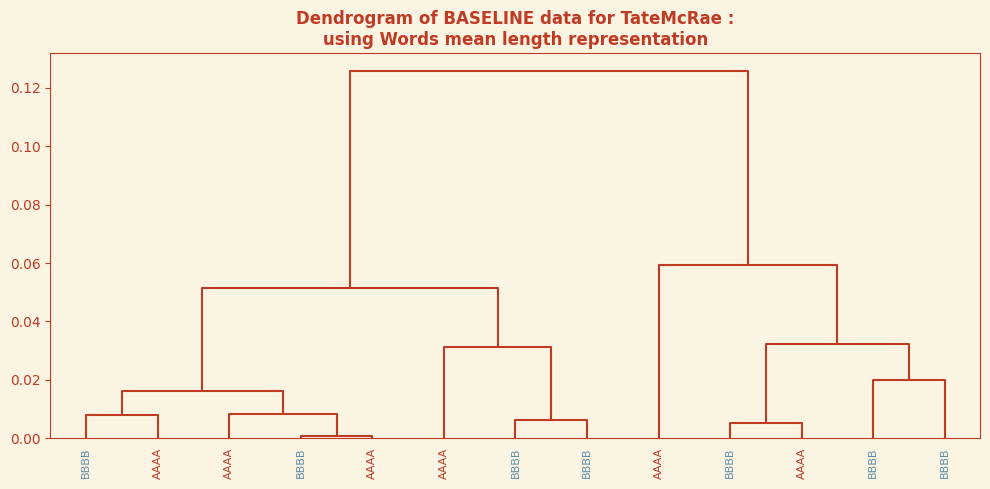 Dendrogram of BASELINE data for TateMcRae :
using Words mean length representation
0.12
0.10
0.08
0.06
0.04
0.02
0.00
BBBB AAAA AAAA BBBB AAAA AAAA BBBB BBBB AAAA BBBB AAAA BBBB BBBB